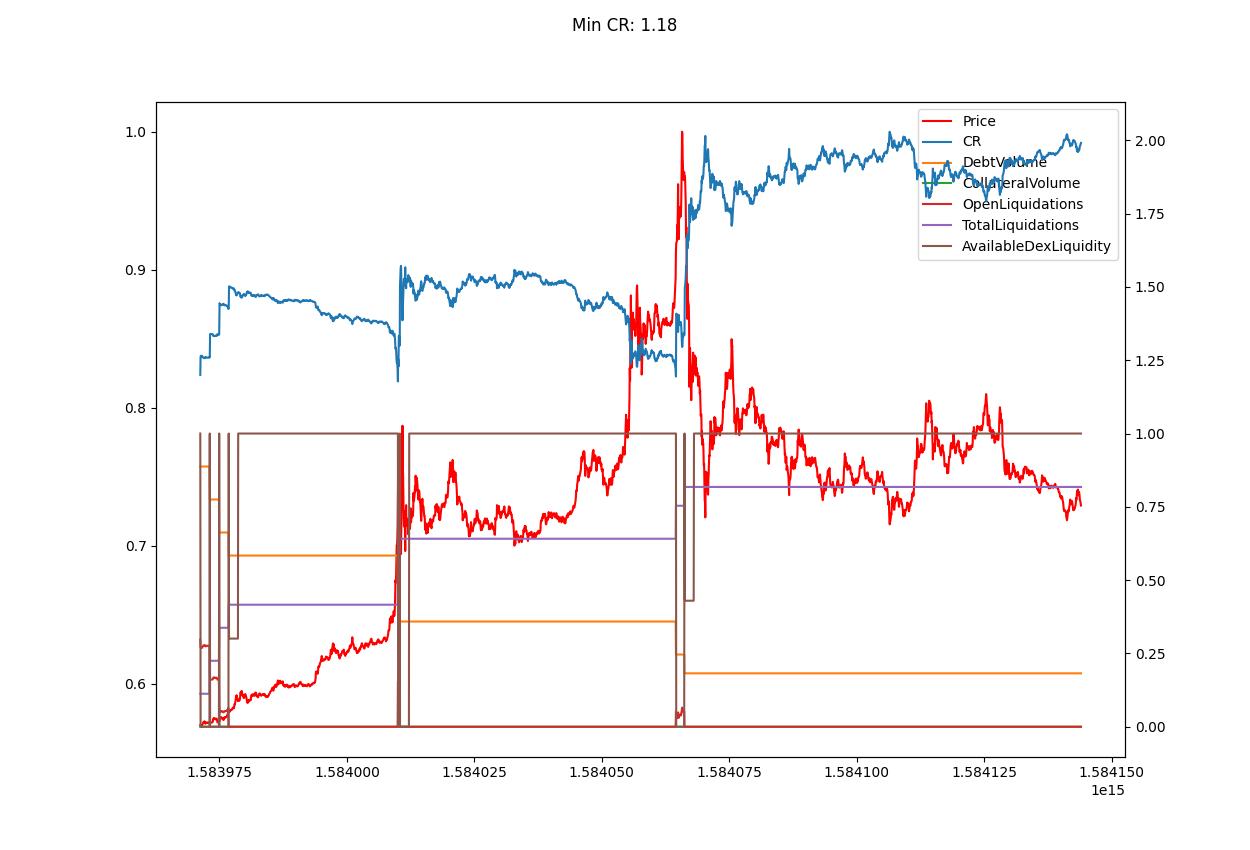 Min CR: 1.18
1.0
0.9
0.8
0.7
0.6
Price
CR
DebtVolume
CollateralVolume
OpenLiquidations
TotalLiquidations
AvailableDexLiquidity
2.00
1.75
1.50
1.25
1.00
0.75
0.50
0.25
0.00
1.583975 1.584000 1.584025 1.584050 1.584075 1.584100 1.584125 1.584150
1e15